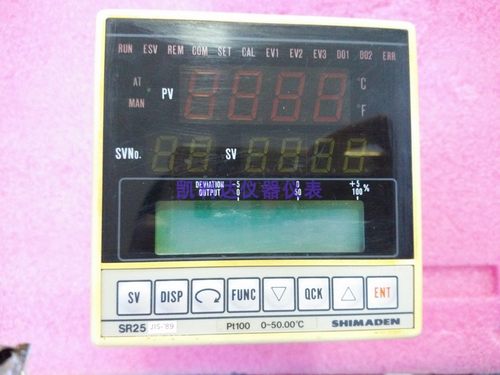 RUN ESV REM COM SET CAL EV1 EV2 EV3 DO1 DO2 ERR
AT
MAN
PV
°C
°F
SVNo.
SV
DEVIATION -5 0 +5
OUTPUT 0 50 100 %
仪器仪表
SV DISP FUNC ▽ QCK △ ENT
SR25 JIS-'89 Pt100 0-50.00°C SHIMADEN